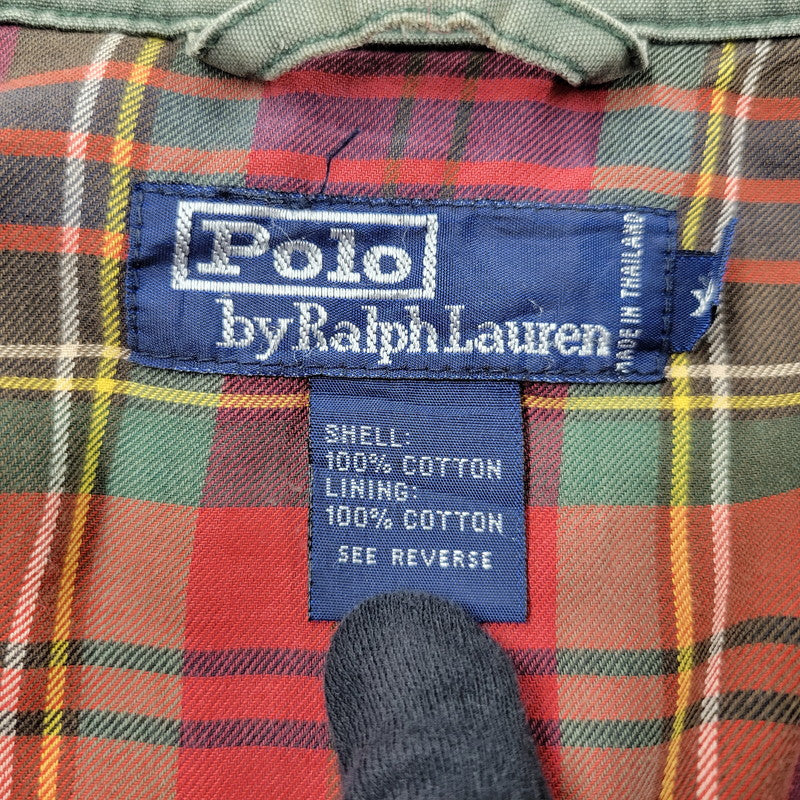 Polo
by Ralph Lauren
MADE IN THAILAND
SHELL:
100% COTTON
LINING:
100% COTTON
SEE REVERSE